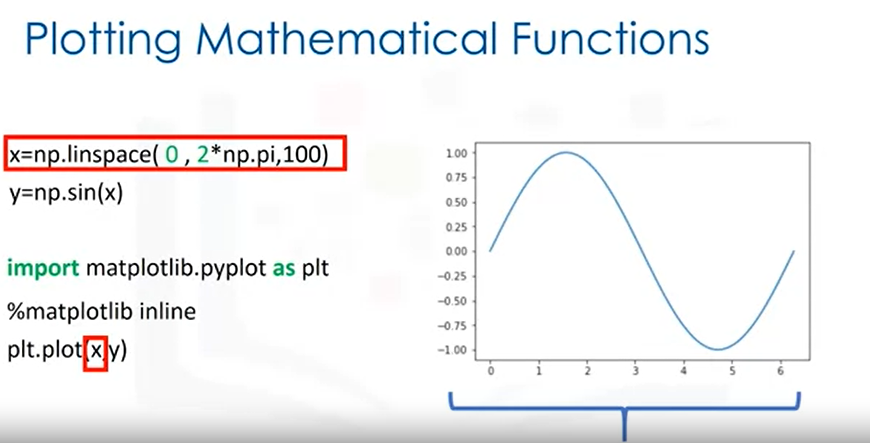 Plotting Mathematical Functions
x=np.linspace( 0 , 2*np.pi,100)
y=np.sin(x)
import matplotlib.pyplot as plt
%matplotlib inline
plt.plot(x,y)
1.00
0.75
0.50
0.25
0.00
−0.25
−0.50
−0.75
−1.00
0 1 2 3 4 5 6